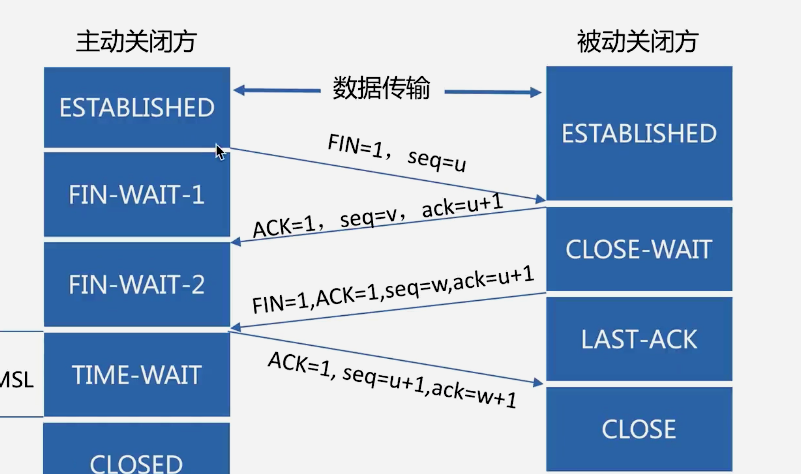 主动关闭方
被动关闭方
数据传输
ESTABLISHED
ESTABLISHED
FIN=1，seq=u
FIN-WAIT-1
ACK=1，seq=v，ack=u+1
CLOSE-WAIT
FIN-WAIT-2
FIN=1,ACK=1,seq=w,ack=u+1
LAST-ACK
MSL
TIME-WAIT
ACK=1, seq=u+1,ack=w+1
CLOSE
CLOSED